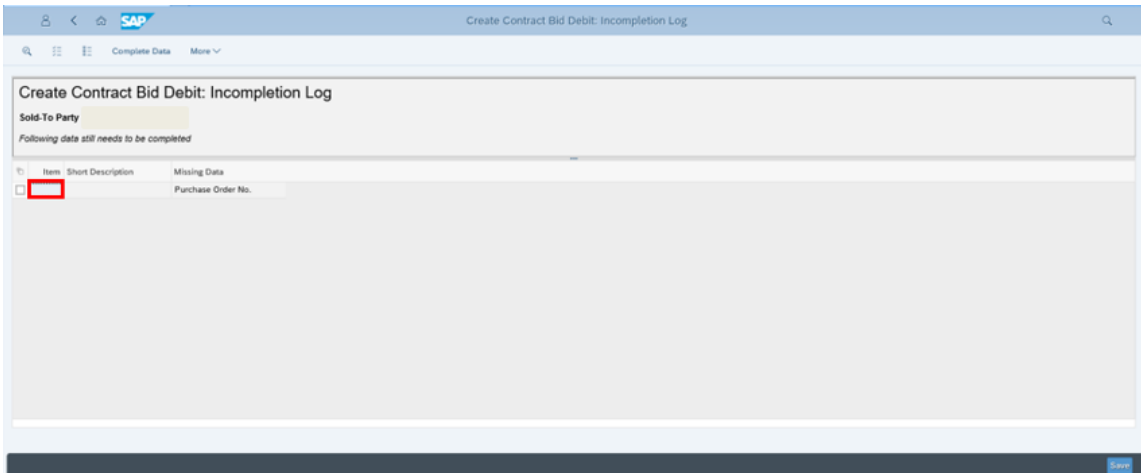 SAP Create Contract Bid Debit: Incompletion Log
Complete Data More
Create Contract Bid Debit: Incompletion Log
Sold-To Party
Following data still needs to be completed
Item Short Description Missing Data
Purchase Order No.
Save